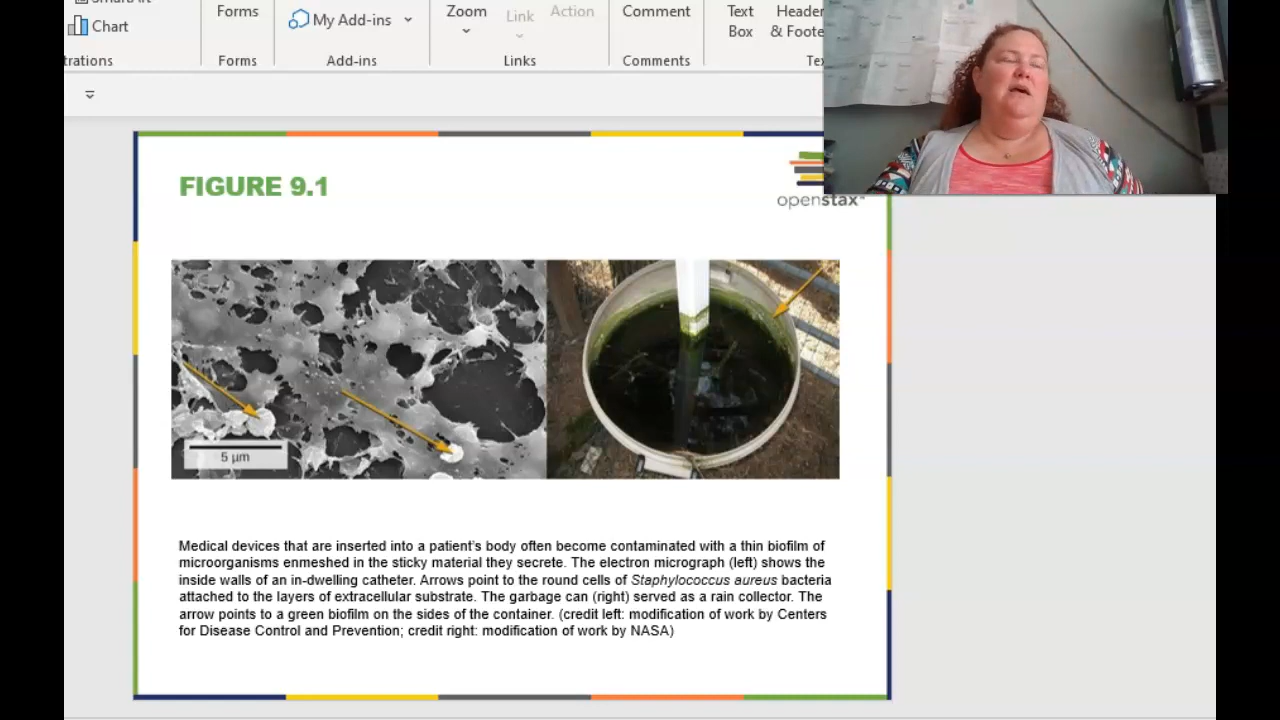 Chart
Forms
My Add-ins
Zoom
Link
Action
Comment
Text
Box
Header
& Foote
trations
Forms
Add-ins
Links
Comments
Tex
FIGURE 9.1
openstax
5 µm
Medical devices that are inserted into a patient's body often become contaminated with a thin biofilm of
microorganisms enmeshed in the sticky material they secrete. The electron micrograph (left) shows the
inside walls of an in-dwelling catheter. Arrows point to the round cells of Staphylococcus aureus bacteria
attached to the layers of extracellular substrate. The garbage can (right) served as a rain collector. The
arrow points to a green biofilm on the sides of the container. (credit left: modification of work by Centers
for Disease Control and Prevention; credit right: modification of work by NASA)